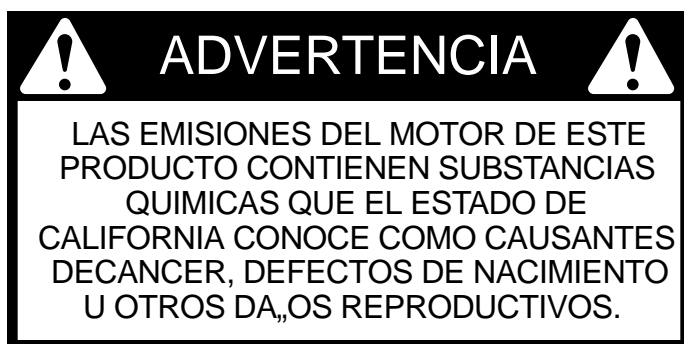 ADVERTENCIA
LAS EMISIONES DEL MOTOR DE ESTE
PRODUCTO CONTIENEN SUBSTANCIAS
QUIMICAS QUE EL ESTADO DE
CALIFORNIA CONOCE COMO CAUSANTES
DECANCER, DEFECTOS DE NACIMIENTO
U OTROS DA„OS REPRODUCTIVOS.